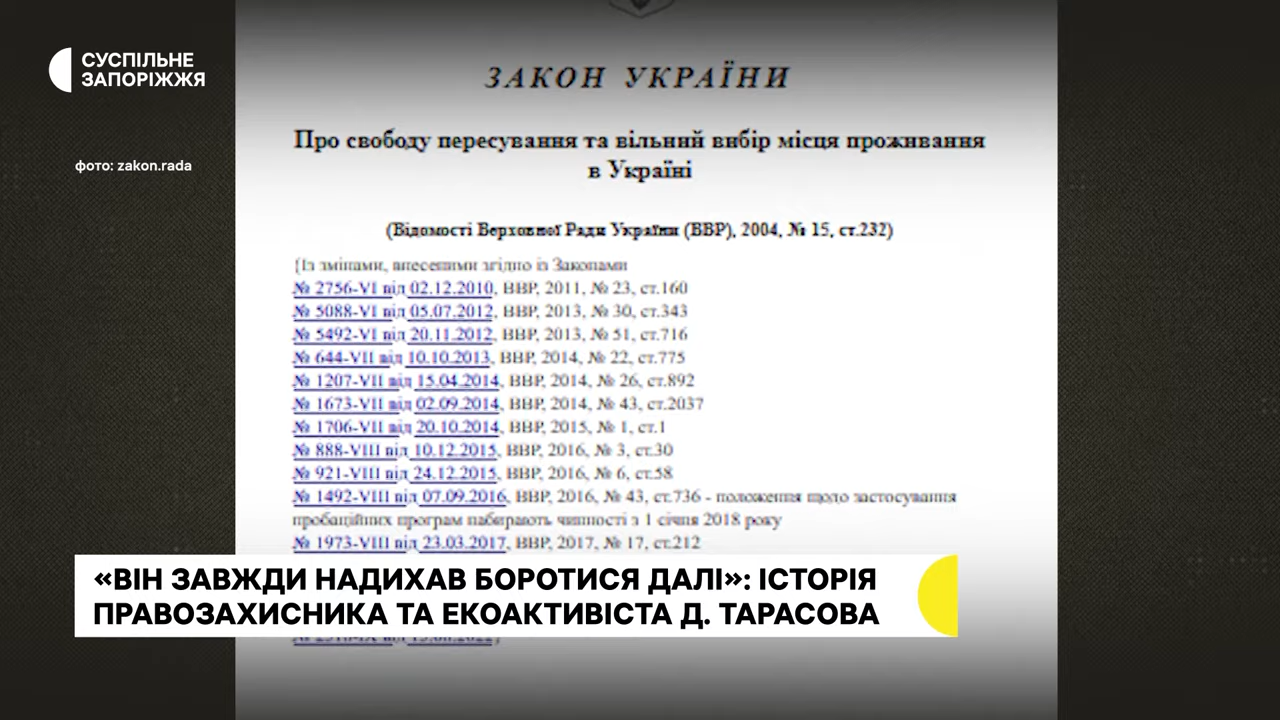 СУСПІЛЬНЕ
ЗАПОРІЖЖЯ
фото: zakon.rada
ЗАКОН УКРАЇНИ
Про свободу пересування та вільний вибір місця проживання
в Україні
(Відомості Верховної Ради України (ВВР), 2004, № 15, ст.232)
{Із змінами, внесеними згідно із Законами
№ 2756-VI від 02.12.2010, ВВР, 2011, № 23, ст.160
№ 5088-VI від 05.07.2012, ВВР, 2013, № 30, ст.343
№ 5492-VI від 20.11.2012, ВВР, 2013, № 51, ст.716
№ 644-VII від 10.10.2013, ВВР, 2014, № 22, ст.775
№ 1207-VII від 15.04.2014, ВВР, 2014, № 26, ст.892
№ 1673-VII від 02.09.2014, ВВР, 2014, № 43, ст.2037
№ 1706-VII від 20.10.2014, ВВР, 2015, № 1, ст.1
№ 888-VIII від 10.12.2015, ВВР, 2016, № 3, ст.30
№ 921-VIII від 24.12.2015, ВВР, 2016, № 6, ст.58
№ 1492-VIII від 07.09.2016, ВВР, 2016, № 43, ст.736 - положення щодо застосування
пробаційних програм набирають чинності з 1 січня 2018 року
№ 1973-VIII від 23.03.2017, ВВР, 2017, № 17, ст.212
«ВІН ЗАВЖДИ НАДИХАВ БОРОТИСЯ ДАЛІ»: ІСТОРІЯ
ПРАВОЗАХИСНИКА ТА ЕКОАКТИВІСТА Д. ТАРАСОВА